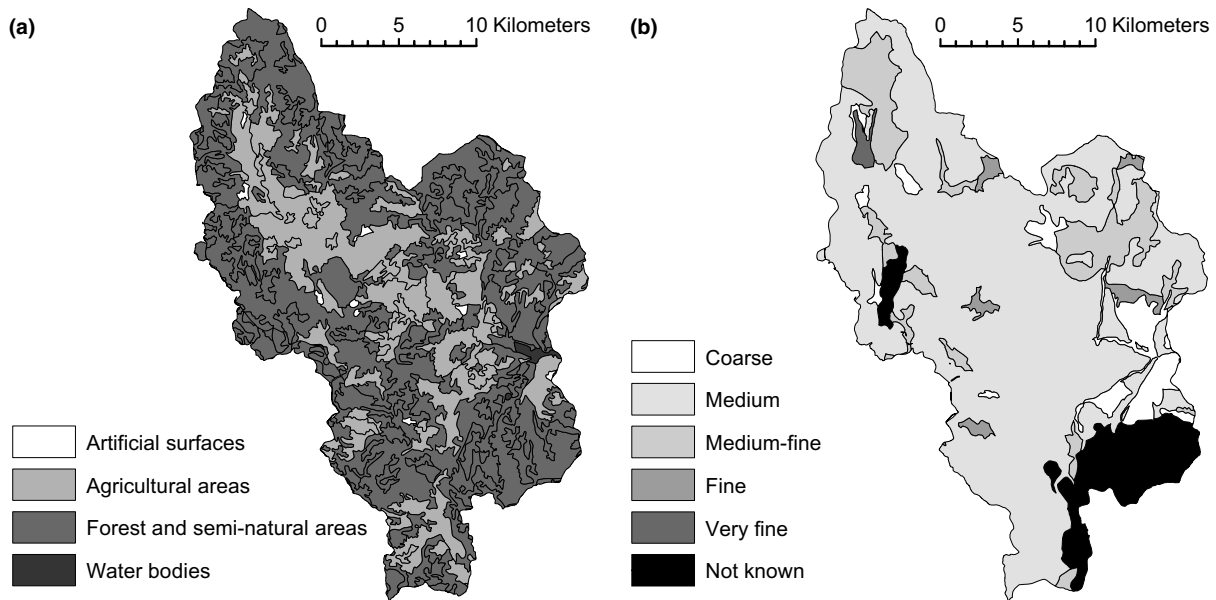 (a)
0 5 10 Kilometers
Artificial surfaces
Agricultural areas
Forest and semi-natural areas
Water bodies
(b)
0 5 10 Kilometers
Coarse
Medium
Medium-fine
Fine
Very fine
Not known